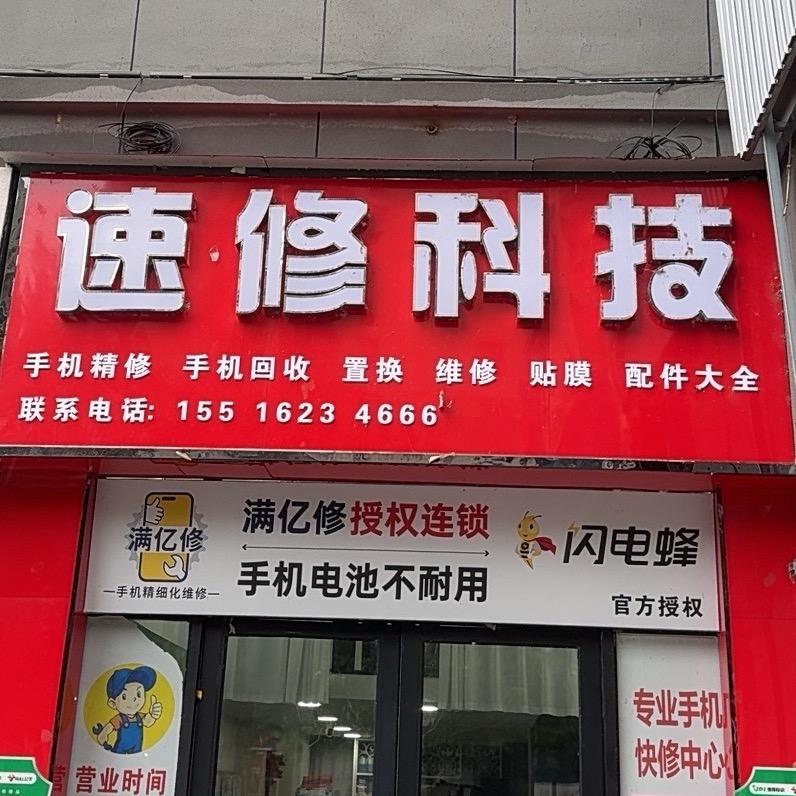 速修科技
手机精修 手机回收 置换 维修 贴膜 配件大全
联系电话: 155 1623 4666
满亿修
手机精细化维修
满亿修授权连锁
手机电池不耐用
闪电蜂
官方授权
营业时间
专业手机
快修中心